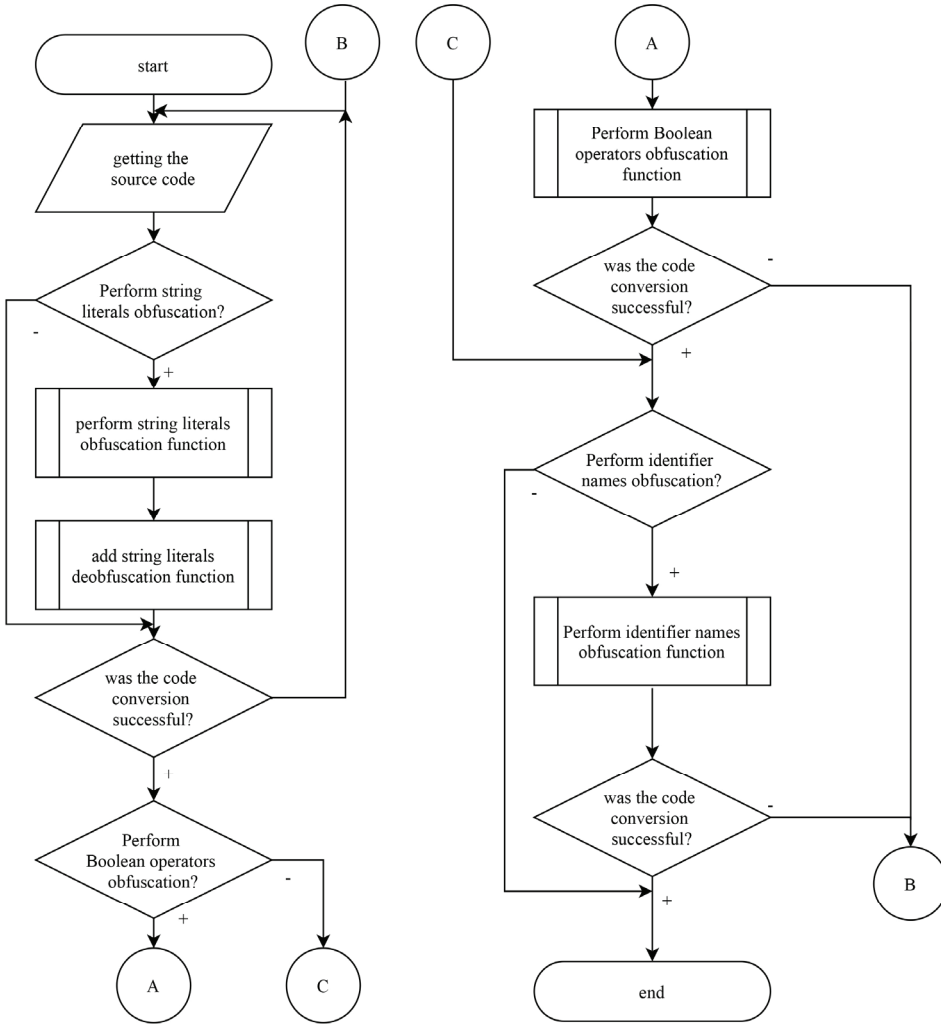 start
B
getting the
source code
Perform string
literals obfuscation?
-
+
perform string literals
obfuscation function
add string literals
deobfuscation function
was the code
conversion
successful?
+
Perform
Boolean operators
obfuscation?
-
+
A
C
C
A
Perform Boolean
operators obfuscation
function
was the code
conversion
successful?
-
+
Perform identifier
names obfuscation?
-
+
Perform identifier names
obfuscation function
was the code
conversion
successful?
-
B
+
end